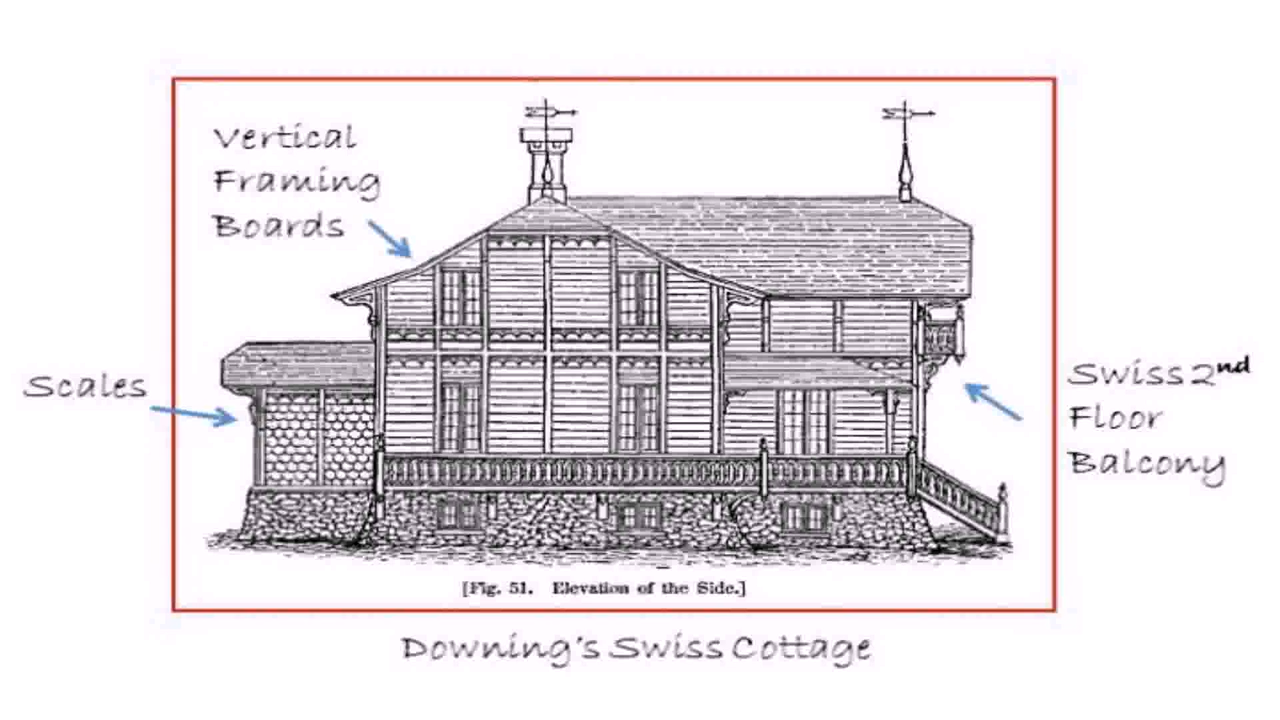 Vertical
Framing
Boards
Scales
Swiss 2nd
Floor
Balcony
[Fig. 51. Elevation of the Side.]
Downing's Swiss Cottage